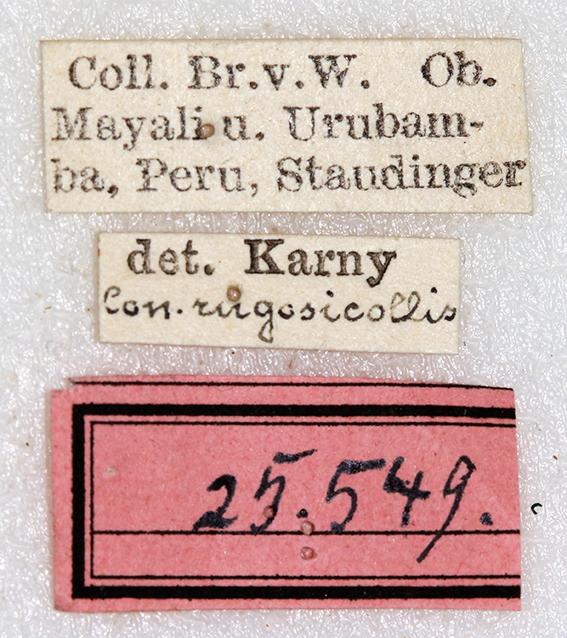 Coll. Br.v.W. Ob.
Mayali u. Urubam-
ba, Peru, Staudinger
det. Karny
Con. rugosicollis
25.549.